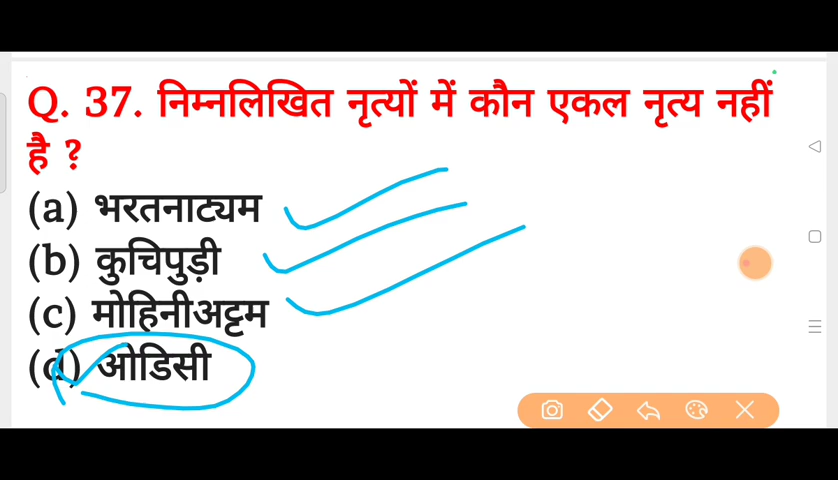 Q. 37. निम्नलिखित नृत्यों में कौन एकल नृत्य नहीं
है ?
(a) भरतनाट्यम
(b) कुचिपुड़ी
(c) मोहिनीअट्टम
(d) ओडिसी